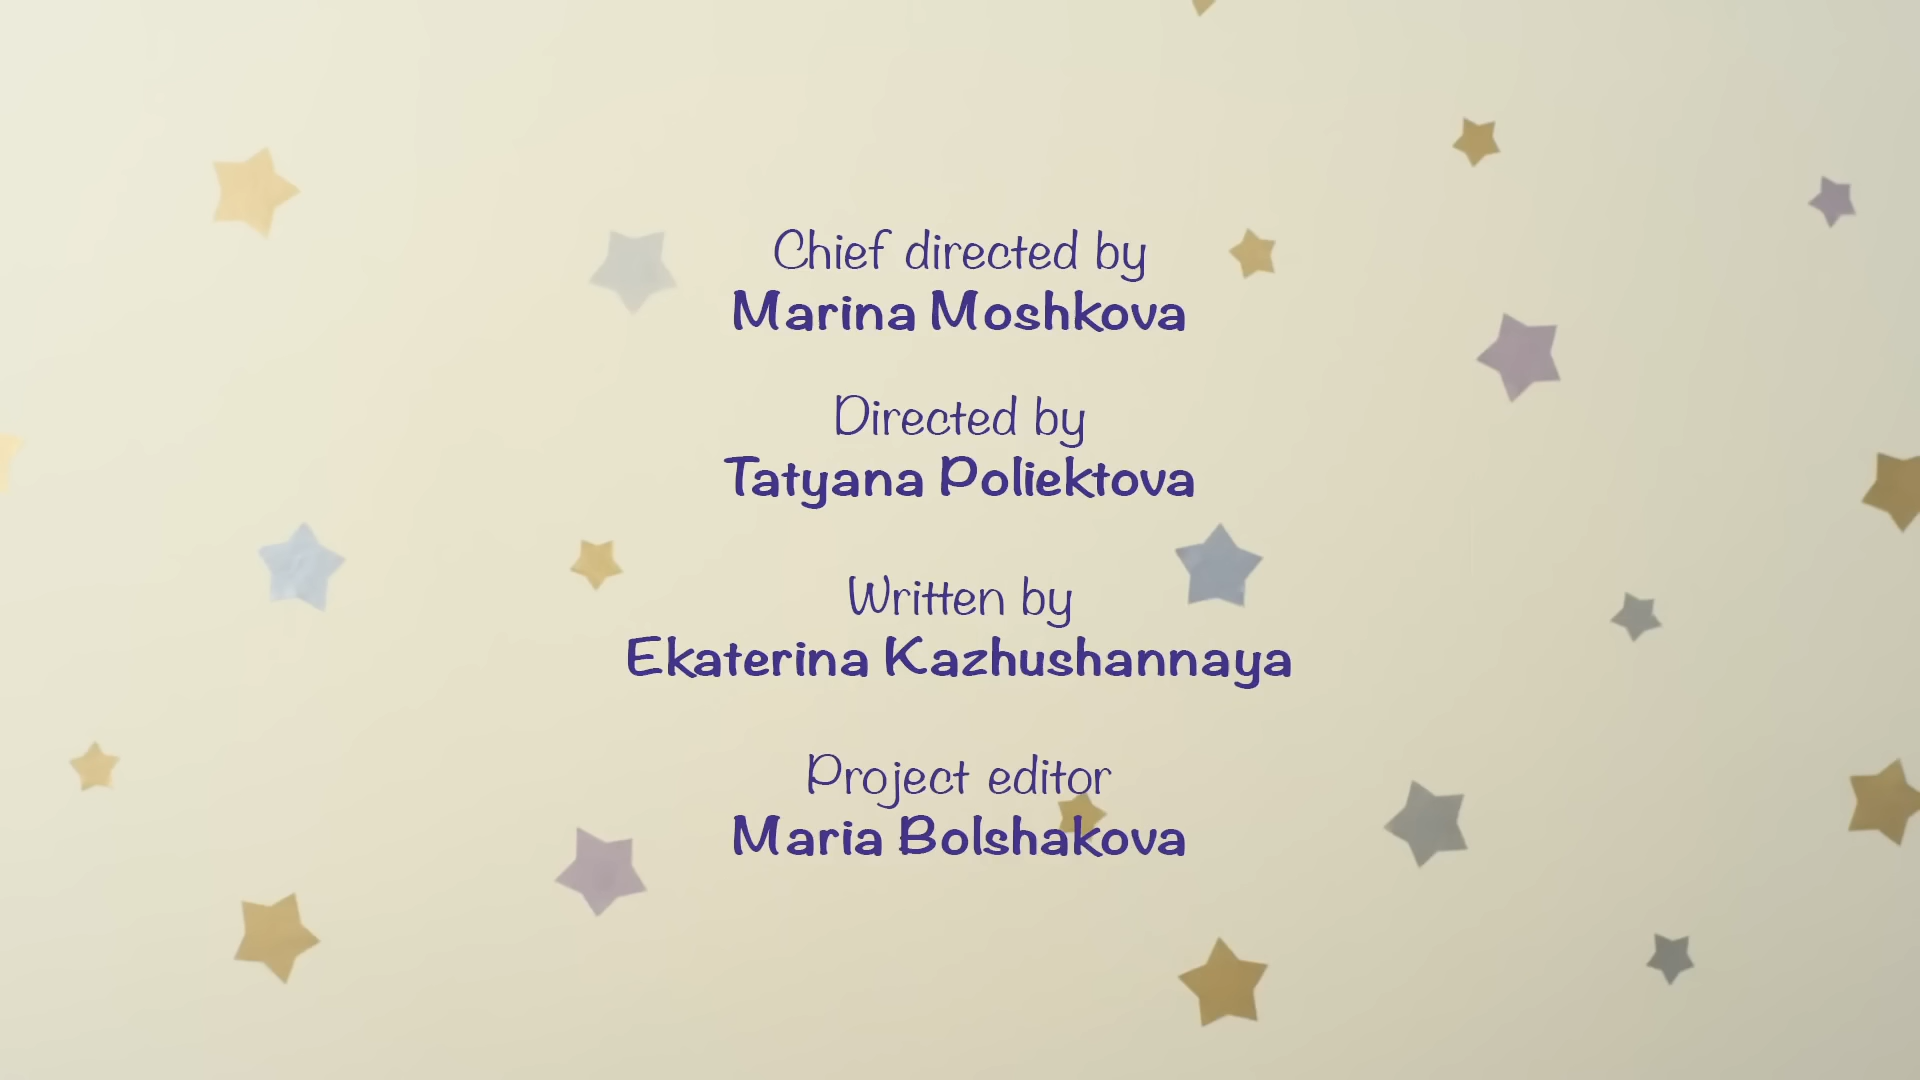 Chief directed by
Marina Moshkova
Directed by
Tatyana Poliektova
Written by
Ekaterina Kazhushannaya
Project editor
Maria Bolshakova